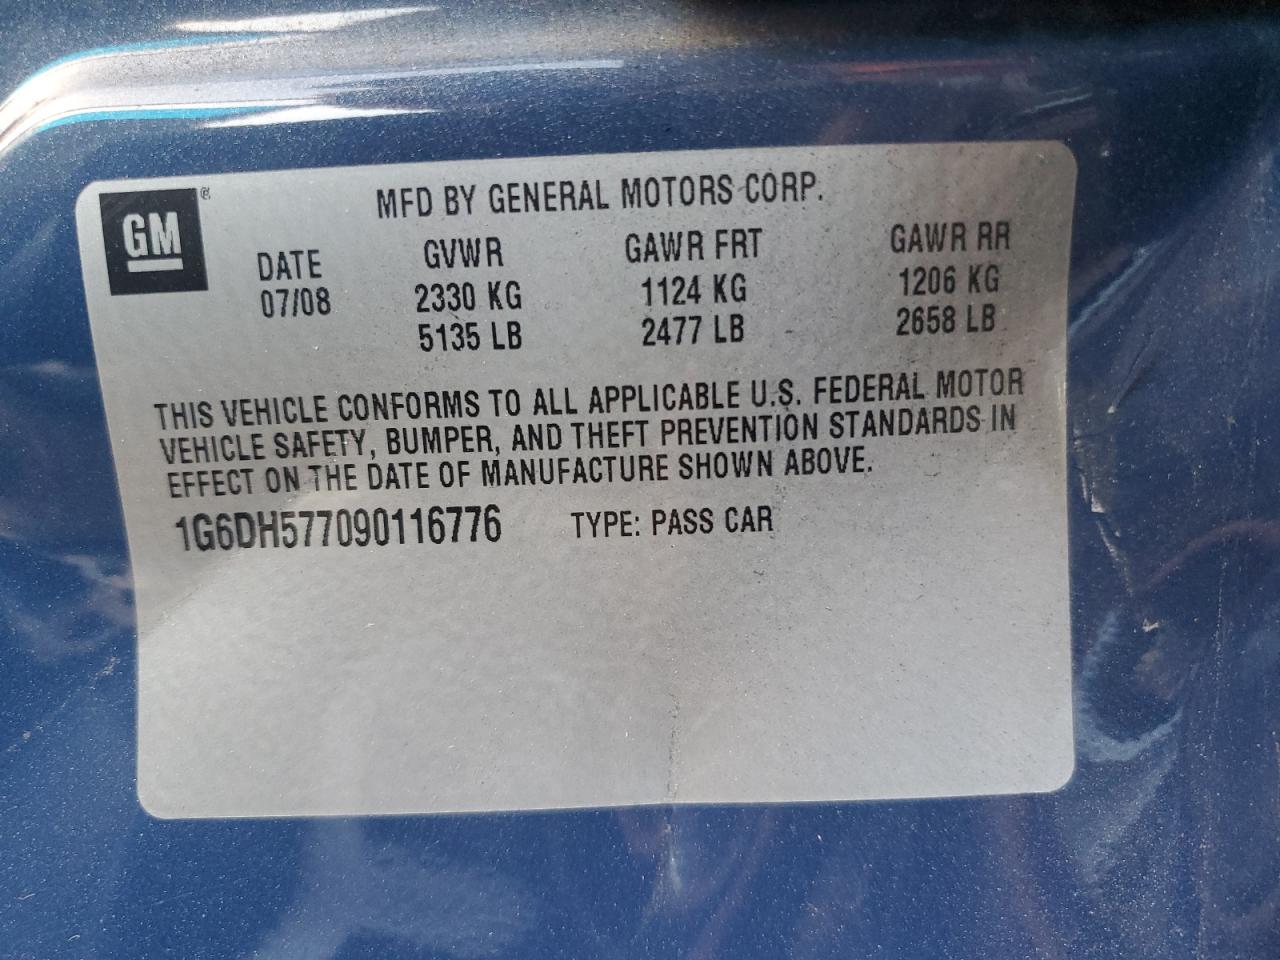 GM ®
MFD BY GENERAL MOTORS CORP.
DATE GVWR GAWR FRT GAWR RR
07/08 2330 KG 1124 KG 1206 KG
5135 LB 2477 LB 2658 LB
THIS VEHICLE CONFORMS TO ALL APPLICABLE U.S. FEDERAL MOTOR
VEHICLE SAFETY, BUMPER, AND THEFT PREVENTION STANDARDS IN
EFFECT ON THE DATE OF MANUFACTURE SHOWN ABOVE.
1G6DH577090116776 TYPE: PASS CAR